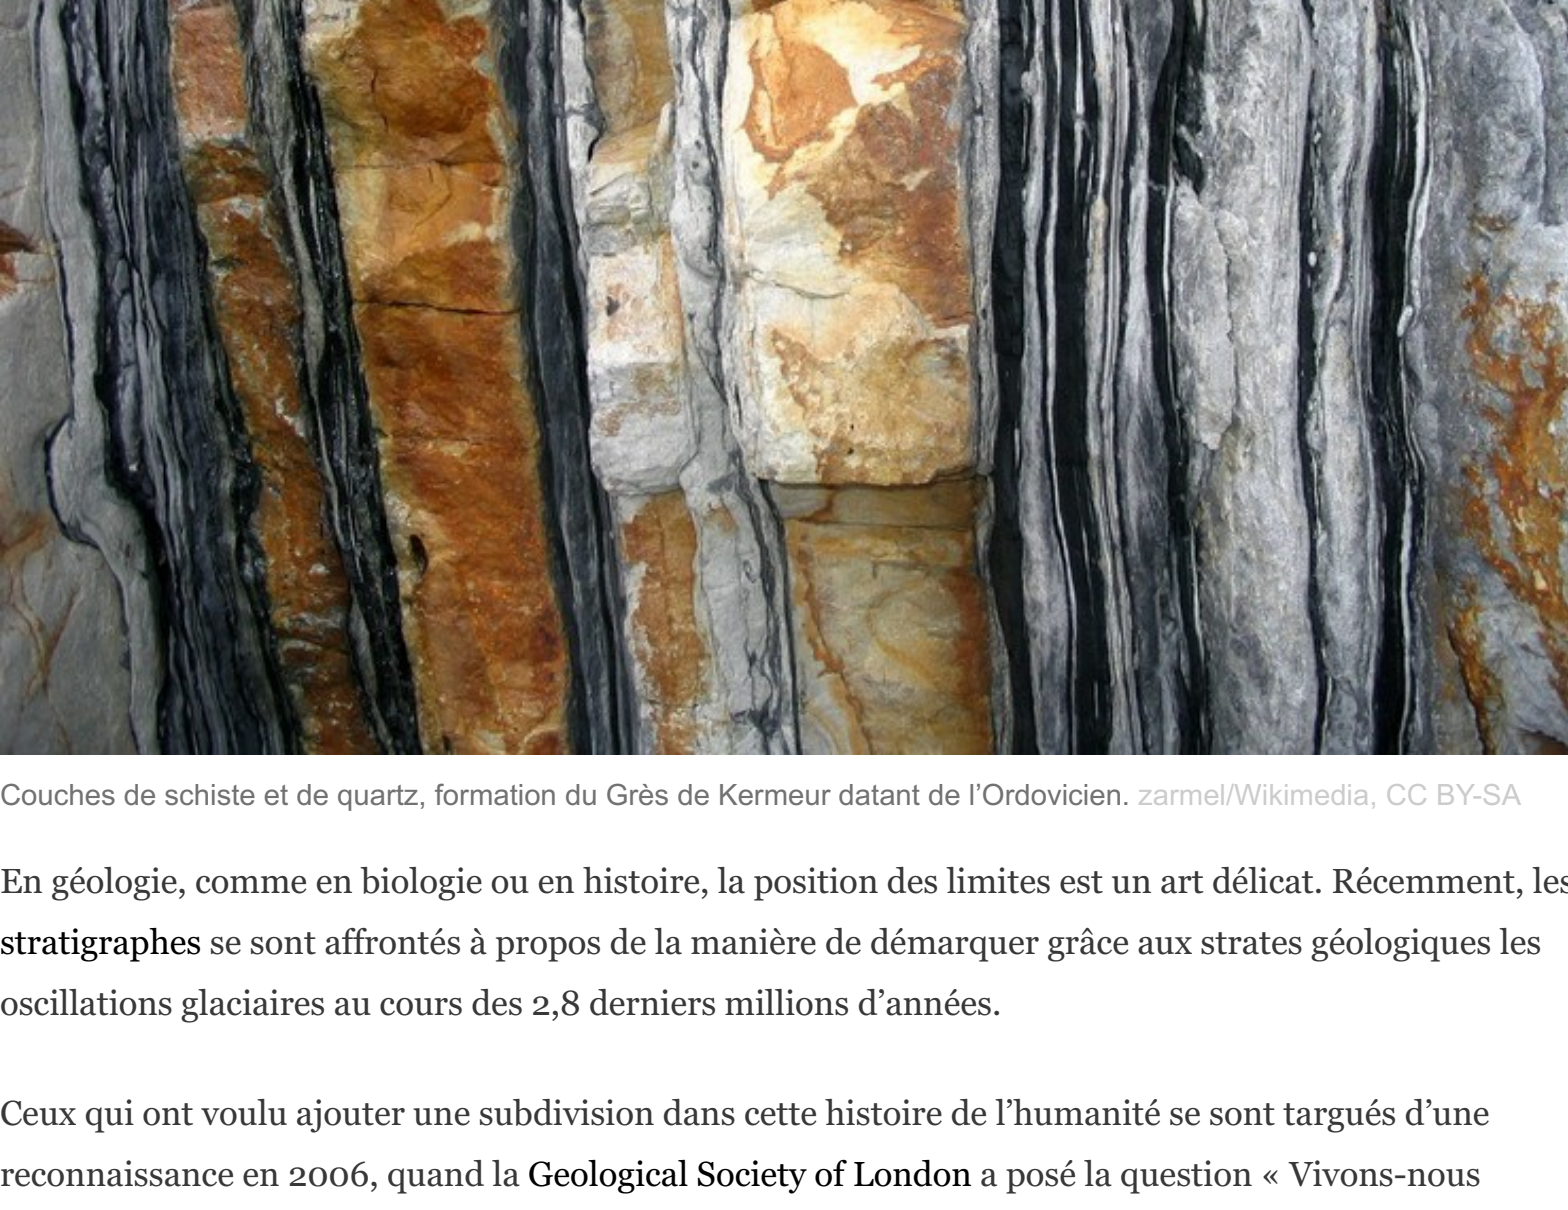 Couches de schiste et de quartz, formation du Grès de Kermeur datant de l’Ordovicien. zarmel/Wikimedia, CC BY-SA
En géologie, comme en biologie ou en histoire, la position des limites est un art délicat. Récemment, les
stratigraphes se sont affrontés à propos de la manière de démarquer grâce aux strates géologiques les
oscillations glaciaires au cours des 2,8 derniers millions d’années.
Ceux qui ont voulu ajouter une subdivision dans cette histoire de l’humanité se sont targués d’une
reconnaissance en 2006, quand la Geological Society of London a posé la question « Vivons-nous